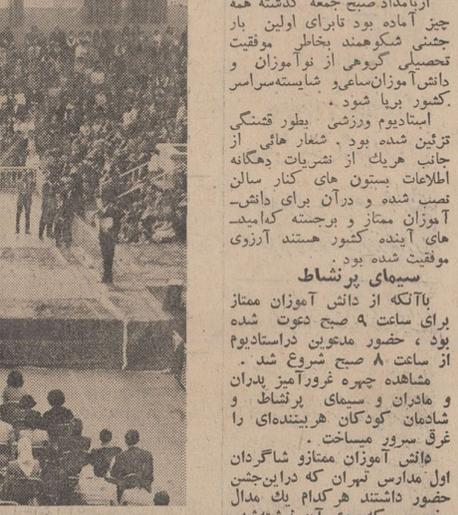 ازبامداد صبح جمعه گذشته همه
چیز آماده بود تابرای اولین بار
جشنی شکوهمند بخاطر موفقیت
تحصیلی گروهی از نوآموزان و
دانش‌آموزان‌ساعی‌و شایسته‌سراسر
کشور برپا شود .
استادیوم ورزشی بطور قشنگی
تزئین شده بود . شعار هائی از
جانب هریك از نشریات دهگانه
اطلاعات بستون های کنار سالن
نصب شده و درآن برای دانش‌ـ
آموزان ممتاز و برجسته که‌امیدـ
های آینده کشور هستند آرزوی
موفقیت شده بود .
سیمای پر نشاط
باآنکه از دانش آموزان ممتاز
برای ساعت ۹ صبح دعوت شده
بود ، حضور مدعوین دراستادیوم
از ساعت ۸ صبح شروع شد .
مشاهده چهره غرورآمیز پدران
و مادران و سیمای پرنشاط و
شادمان کودکان هربیننده‌ای را
غرق سرور میساخت .
دانش آموزان ممتازو شاگردان
اول مدارس تهران که دراین‌جشن
حضور داشتند هرکدام یك مدال